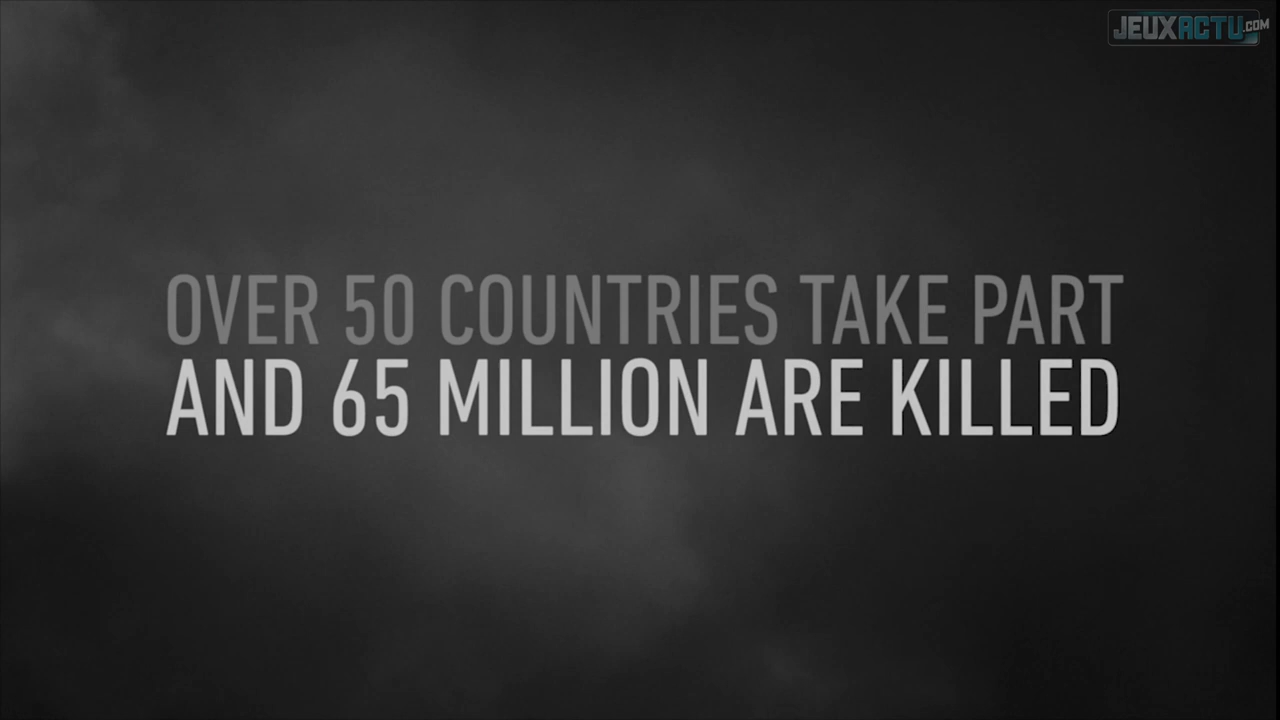 JEUXACTU.COM
OVER 50 COUNTRIES TAKE PART
AND 65 MILLION ARE KILLED